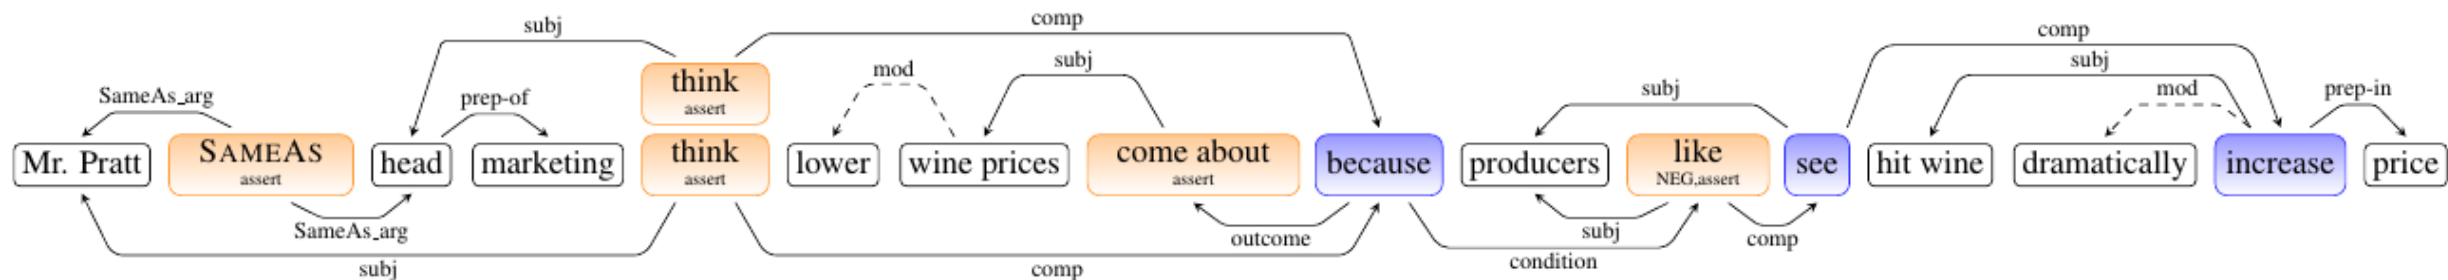 comp
subj
comp
think
assert
mod
subj
subj
SameAs_arg
prep-of
subj
mod
prep-in
Mr. Pratt
SAMEAS
assert
head
marketing
think
assert
lower
wine prices
come about
assert
because
producers
like
NEG,assert
see
hit wine
dramatically
increase
price
SameAs_arg
outcome
subj
comp
subj
comp
condition